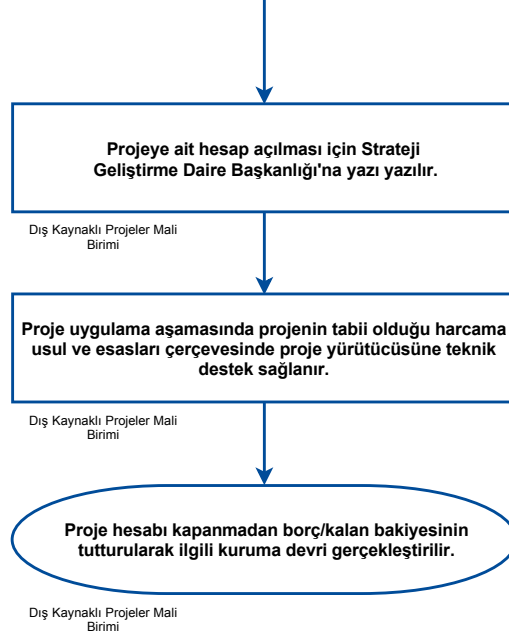 Projeye ait hesap açılması için Strateji
Geliştirme Daire Başkanlığı'na yazı yazılır.
Dış Kaynaklı Projeler Mali
Birimi
Proje uygulama aşamasında projenin tabii olduğu harcama
usul ve esasları çerçevesinde proje yürütücüsüne teknik
destek sağlanır.
Dış Kaynaklı Projeler Mali
Birimi
Proje hesabı kapanmadan borç/kalan bakiyesinin
tutturularak ilgili kuruma devri gerçekleştirilir.
Dış Kaynaklı Projeler Mali
Birimi